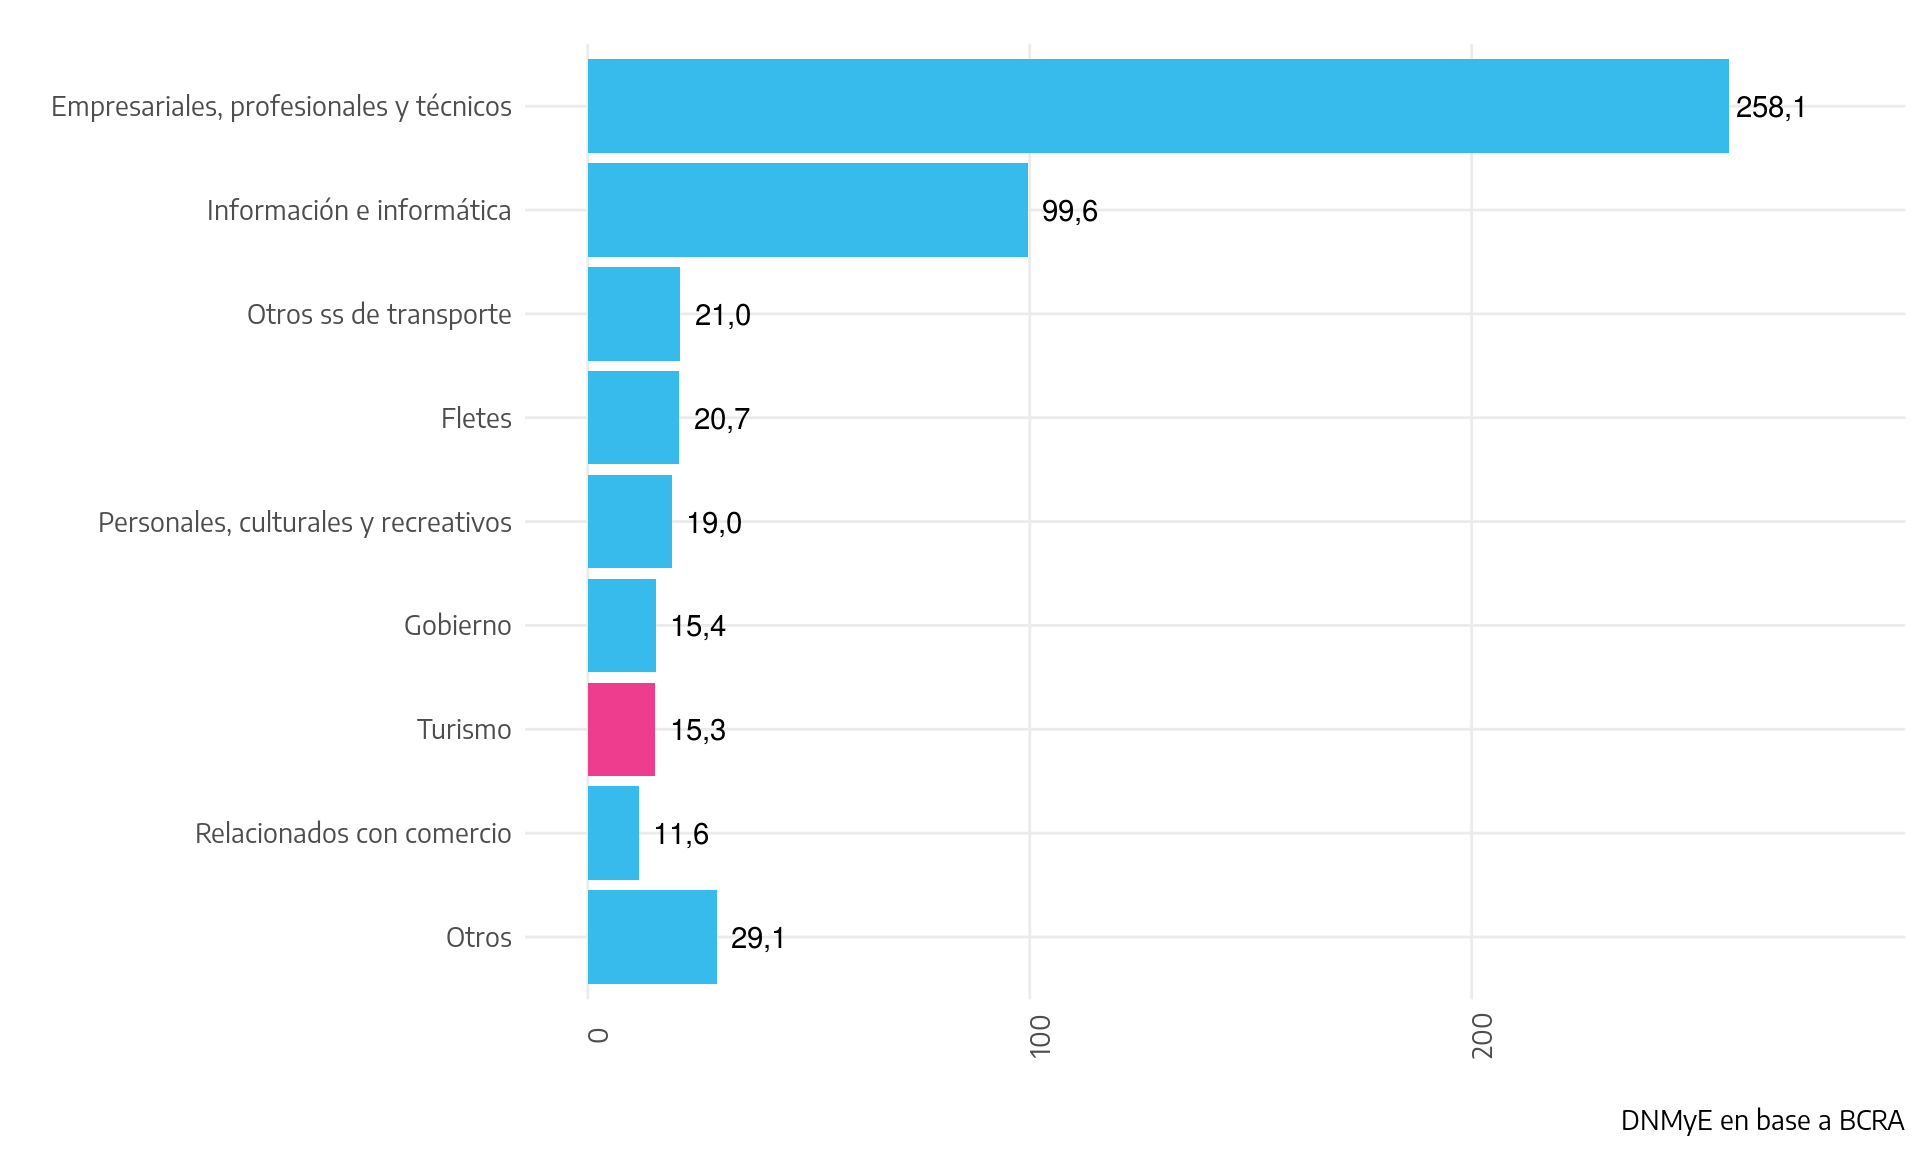 Empresariales, profesionales y técnicos 258,1
Información e informática 99,6
Otros ss de transporte 21,0
Fletes 20,7
Personales, culturales y recreativos 19,0
Gobierno 15,4
Turismo 15,3
Relacionados con comercio 11,6
Otros 29,1
0 100 200
DNMyE en base a BCRA